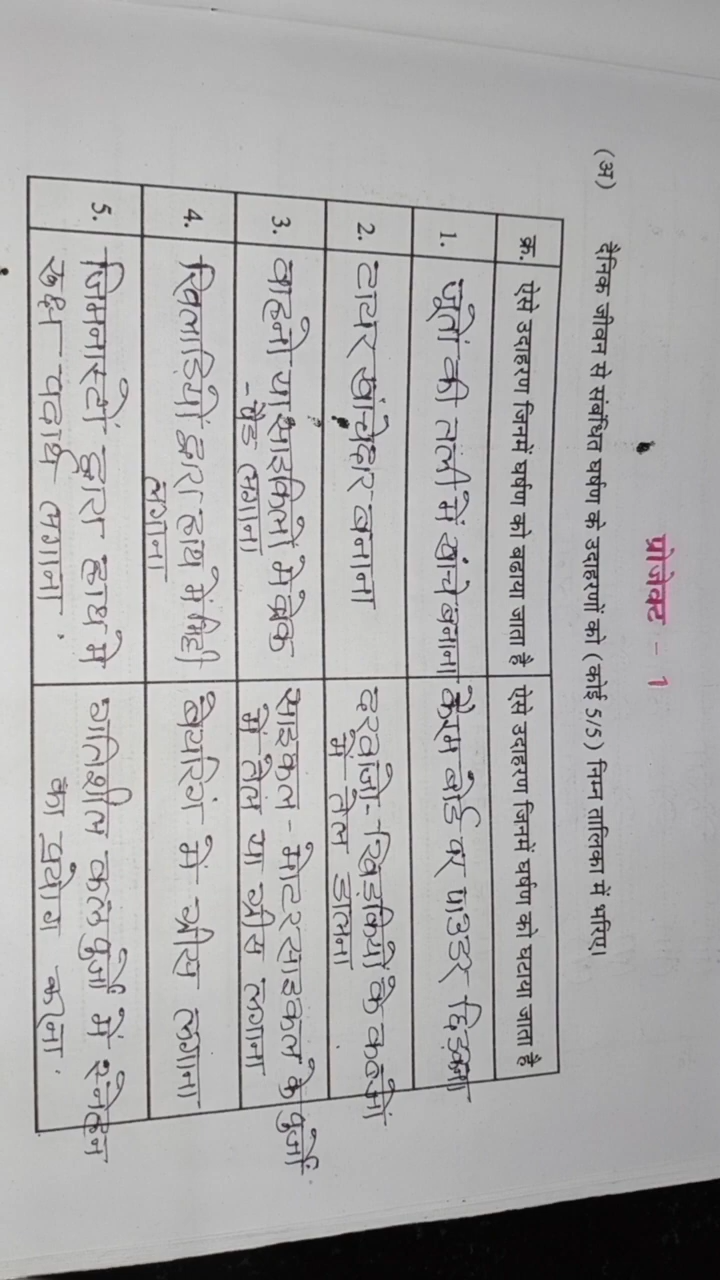 प्रोजेक्ट - 1
(अ) दैनिक जीवन से संबंधित घर्षण के उदाहरणों को (कोई 5/5) निम्न तालिका में भरिए।
क्र. ऐसे उदाहरण जिनमें घर्षण को बढाया जाता है ऐसे उदाहरण जिनमें घर्षण को घटाया जाता है
1. जूतों की तली में खांचे बनाना कैरम बोर्ड पर पाउडर छिड़कना
2. टायर खांचेदार बनाना दरवाजो- खिड़कियों के कब्जों
में तेल डालना
3. वाहनो या साइकिलों मे ब्रेक साइकल - मोटरसाइकल के पुर्जो
- पैड लगाना में तेल या ग्रीस लगाना
4. खिलाड़ियों द्वारा हाथ में मिट्टी बेयरिंग में ग्रीस लगाना
लगाना
5. जिमनास्टों द्वारा हाथ मे गतिशील कल पुर्जो में स्नेहन
रूक्ष पदार्थ लगाना . का प्रयोग करना .